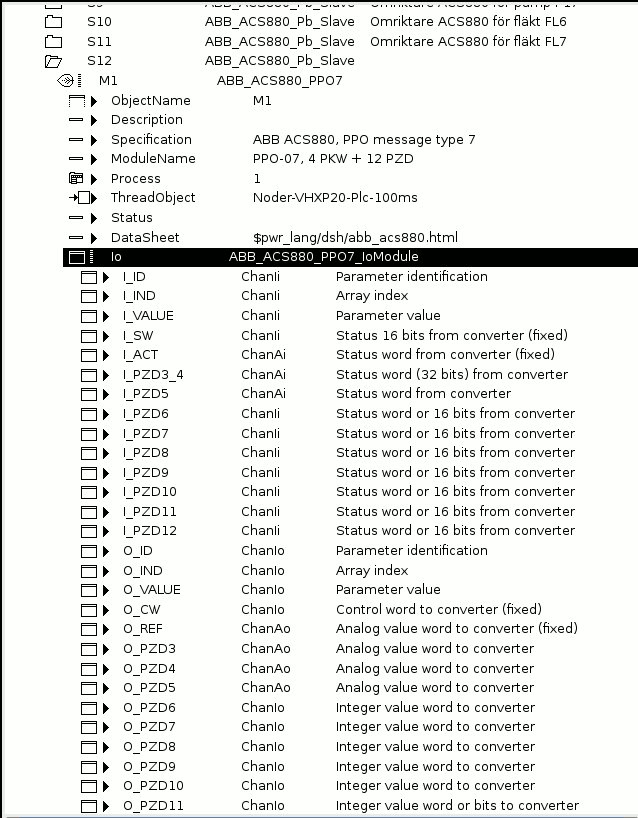 S10 ABB_ACS880_Pb_Slave Omriktare ACS880 för fläkt FL6
S11 ABB_ACS880_Pb_Slave Omriktare ACS880 för fläkt FL7
S12 ABB_ACS880_Pb_Slave
M1 ABB_ACS880_PPO7
ObjectName M1
Description
Specification ABB ACS880, PPO message type 7
ModuleName PPO-07, 4 PKW + 12 PZD
Process 1
ThreadObject Noder-VHXP20-Plc-100ms
Status
DataSheet $pwr_lang/dsh/abb_acs880.html
Io ABB_ACS880_PPO7_IoModule
I_ID ChanIi Parameter identification
I_IND ChanIi Array index
I_VALUE ChanIi Parameter value
I_SW ChanIi Status 16 bits from converter (fixed)
I_ACT ChanAi Status word from converter (fixed)
I_PZD3_4 ChanAi Status word (32 bits) from converter
I_PZD5 ChanAi Status word from converter
I_PZD6 ChanIi Status word or 16 bits from converter
I_PZD7 ChanIi Status word or 16 bits from converter
I_PZD8 ChanIi Status word or 16 bits from converter
I_PZD9 ChanIi Status word or 16 bits from converter
I_PZD10 ChanIi Status word or 16 bits from converter
I_PZD11 ChanIi Status word or 16 bits from converter
I_PZD12 ChanIi Status word or 16 bits from converter
O_ID ChanIo Parameter identification
O_IND ChanIo Array index
O_VALUE ChanIo Parameter value
O_CW ChanIo Control word to converter (fixed)
O_REF ChanAo Analog value word to converter (fixed)
O_PZD3 ChanAo Analog value word to converter
O_PZD4 ChanAo Analog value word to converter
O_PZD5 ChanAo Analog value word to converter
O_PZD6 ChanIo Integer value word to converter
O_PZD7 ChanIo Integer value word to converter
O_PZD8 ChanIo Integer value word to converter
O_PZD9 ChanIo Integer value word to converter
O_PZD10 ChanIo Integer value word to converter
O_PZD11 ChanIo Integer value word or bits to converter